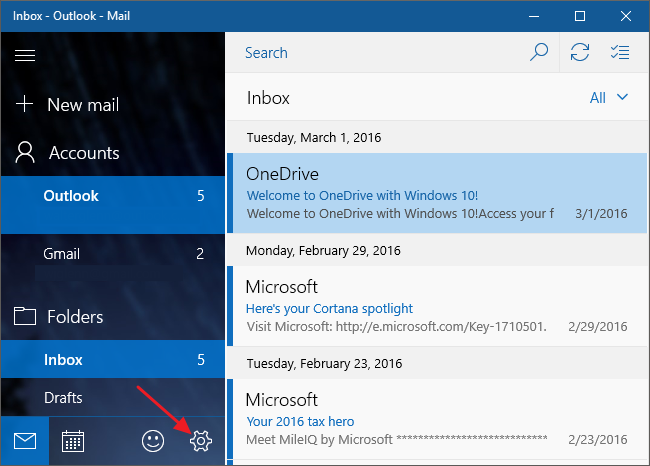 Inbox - Outlook - Mail
New mail
Accounts
Outlook 5
Gmail 2
Folders
Inbox 5
Drafts
Search
Inbox All
Tuesday, March 1, 2016
OneDrive
Welcome to OneDrive with Windows 10!
Welcome to OneDrive with Windows 10!Access your f 3/1/2016
Monday, February 29, 2016
Microsoft
Here's your Cortana spotlight
Visit Microsoft: http://e.microsoft.com/Key-1710501. 2/29/2016
Tuesday, February 23, 2016
Microsoft
Your 2016 tax hero
Meet MileIQ by Microsoft ****************************** 2/23/2016